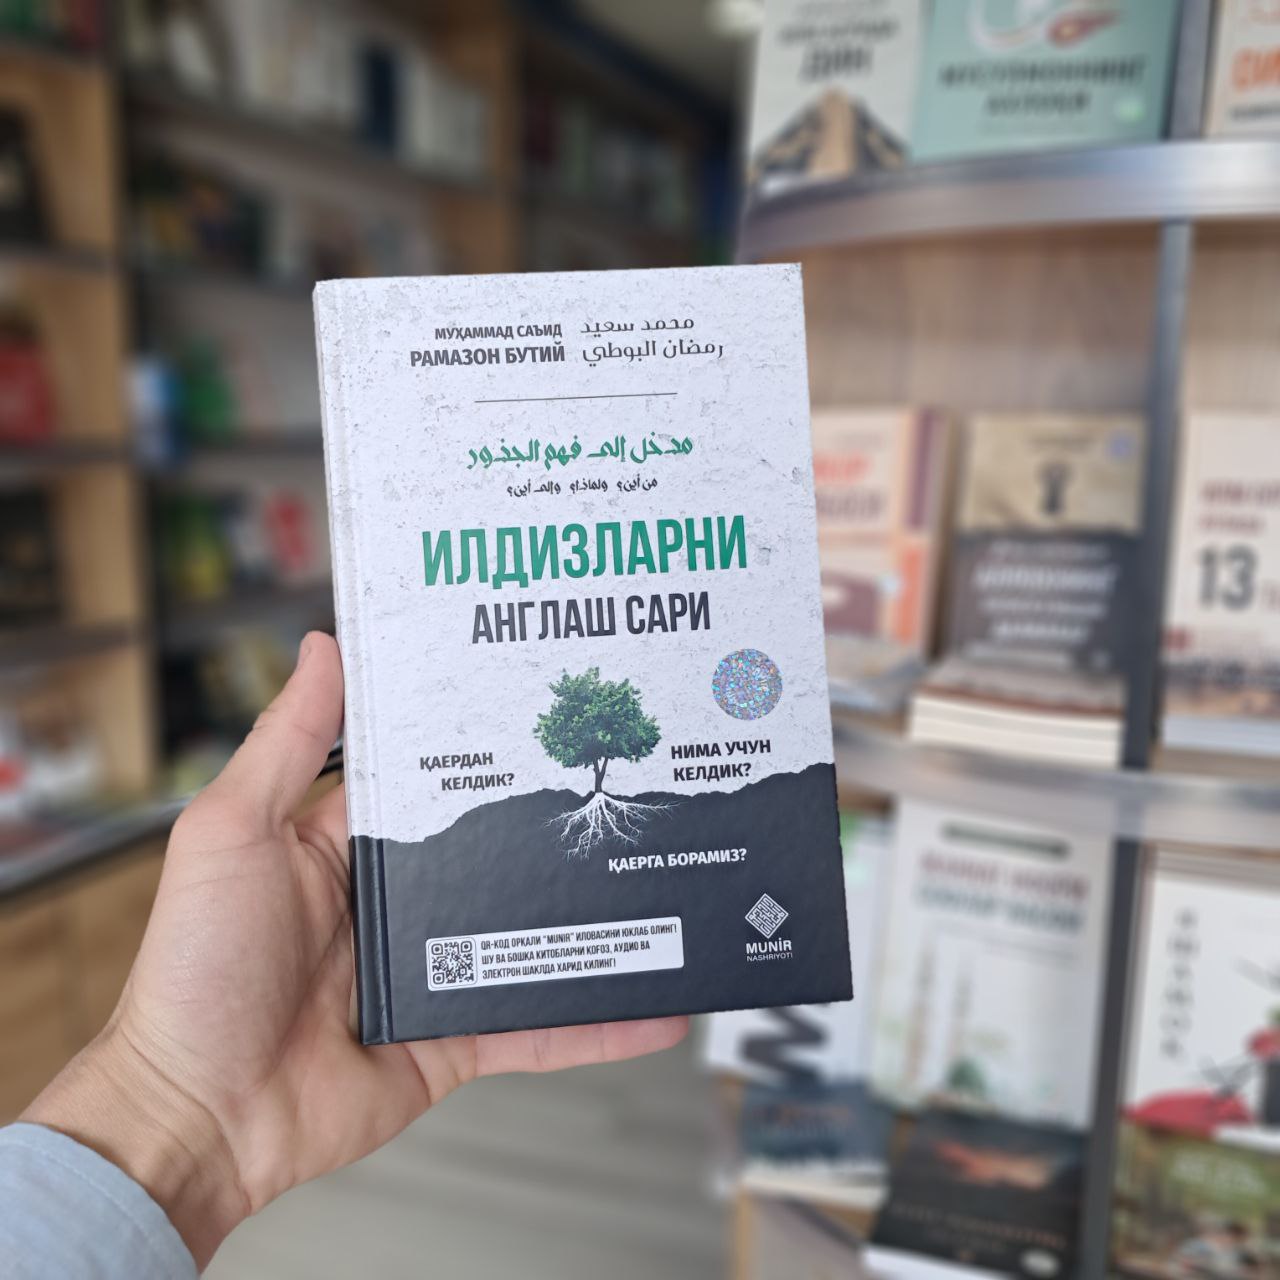 МУҲАММАД САЪИД
РАМАЗОН БУТИЙ
محمد سعيد
رمضان البوطي
مدخل إلى فهم الجذور
من أين؟ ولماذا؟ وإلى أين؟
ИЛДИЗЛАРНИ
АНГЛАШ САРИ
ҚАЕРДАН
КЕЛДИК?
НИМА УЧУН
КЕЛДИК?
ҚАЕРГА БОРАМИЗ?
QR-КОД ОРҚАЛИ "MUNIR" ИЛОВАСИНИ ЮКЛАБ ОЛИНГ!
ШУ ВА БОШҚА КИТОБЛАРНИ ҚОҒОЗ, АУДИО ВА
ЭЛЕКТРОН ШАКЛДА ХАРИД ҚИЛИНГ!
MUNİR
NASHRIYOTI
13